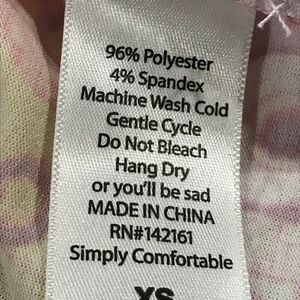 96% Polyester
4% Spandex
Machine Wash Cold
Gentle Cycle
Do Not Bleach
Hang Dry
or you'll be sad
MADE IN CHINA
RN#142161
Simply Comfortable
XS